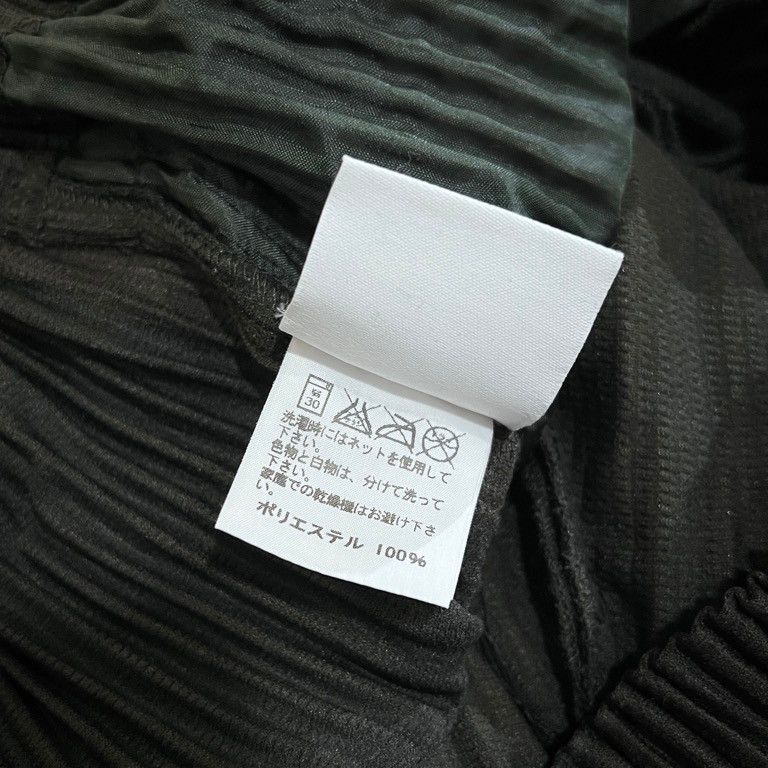 弱
30
洗濯時にはネットを使用して
下さい。
色物と白物は、分けて洗って
下さい。
家庭での乾燥機はお避け下さ
い。
ポリエステル 100%